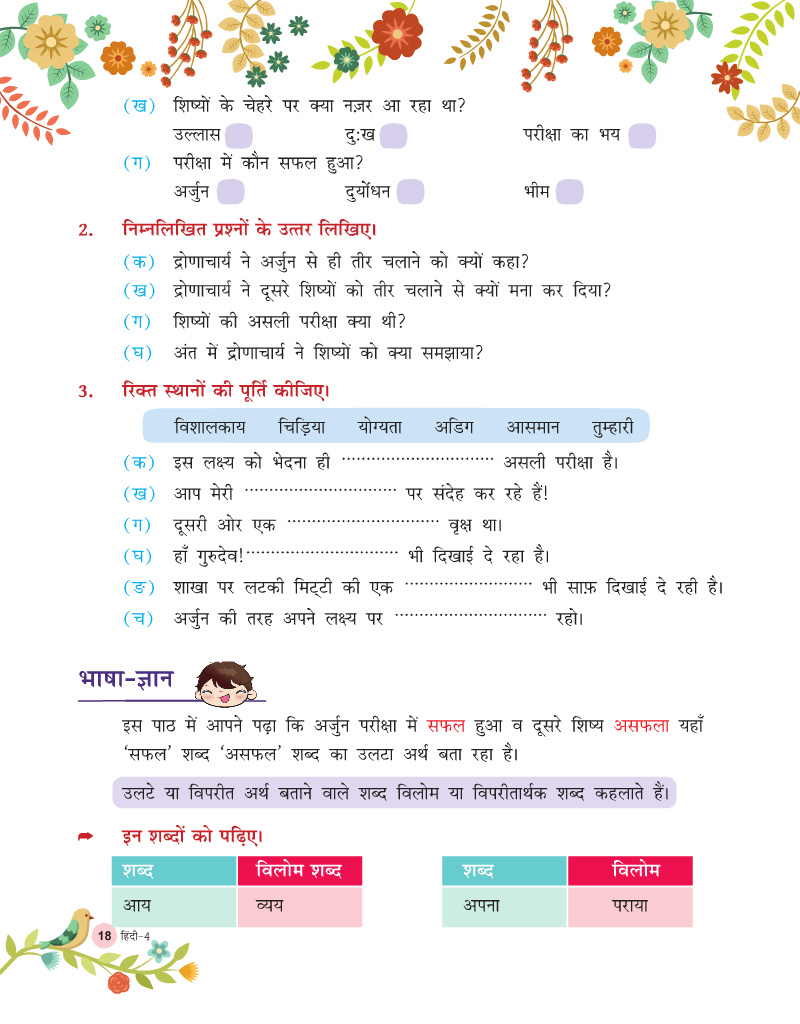 (ख) शिष्यों के चेहरे पर क्या नज़र आ रहा था?
उल्लास दुःख परीक्षा का भय
(ग) परीक्षा में कौन सफल हुआ?
अर्जुन दुर्योधन भीम
2. निम्नलिखित प्रश्नों के उत्तर लिखिए।
(क) द्रोणाचार्य ने अर्जुन से ही तीर चलाने को क्यों कहा?
(ख) द्रोणाचार्य ने दूसरे शिष्यों को तीर चलाने से क्यों मना कर दिया?
(ग) शिष्यों की असली परीक्षा क्या थी?
(घ) अंत में द्रोणाचार्य ने शिष्यों को क्या समझाया?
3. रिक्त स्थानों की पूर्ति कीजिए।
विशालकाय चिड़िया योग्यता अडिग आसमान तुम्हारी
(क) इस लक्ष्य को भेदना ही ................................ असली परीक्षा है।
(ख) आप मेरी ................................ पर संदेह कर रहे हैं!
(ग) दूसरी ओर एक ................................ वृक्ष था।
(घ) हाँ गुरुदेव!................................ भी दिखाई दे रहा है।
(ङ) शाखा पर लटकी मिट्टी की एक ........................... भी साफ़ दिखाई दे रही है।
(च) अर्जुन की तरह अपने लक्ष्य पर ................................ रहो।
भाषा-ज्ञान
इस पाठ में आपने पढ़ा कि अर्जुन परीक्षा में सफल हुआ व दूसरे शिष्य असफला यहाँ
‘सफल’ शब्द ‘असफल’ शब्द का उलटा अर्थ बता रहा है।
उलटे या विपरीत अर्थ बताने वाले शब्द विलोम या विपरीतार्थक शब्द कहलाते हैं।
➦ इन शब्दों को पढ़िए।
शब्द विलोम शब्द शब्द विलोम
आय व्यय अपना पराया
18 हिंदी-4